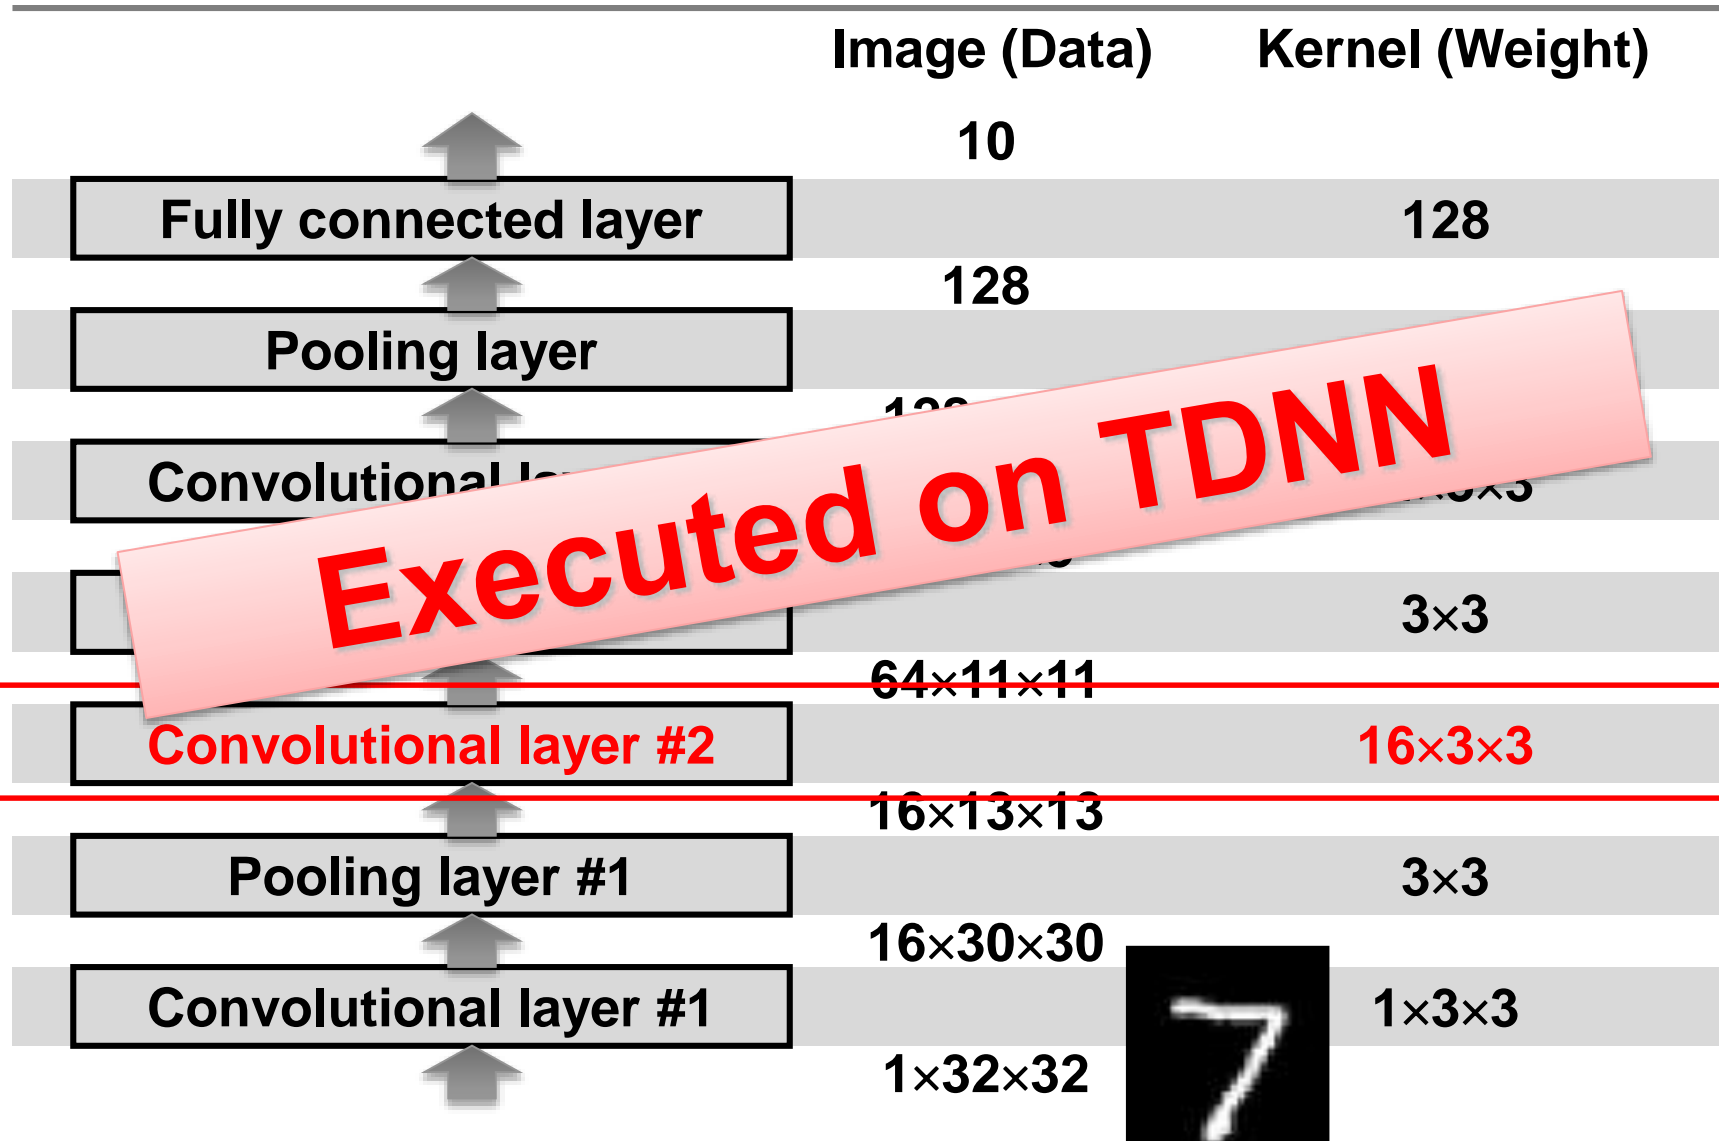 Image (Data) Kernel (Weight)
10
Fully connected layer 128
128
Pooling layer
Executed on TDNN
Convolutional
3×3
64×11×11
Convolutional layer #2 16×3×3
16×13×13
Pooling layer #1 3×3
16×30×30
Convolutional layer #1 1×3×3
1×32×32
7